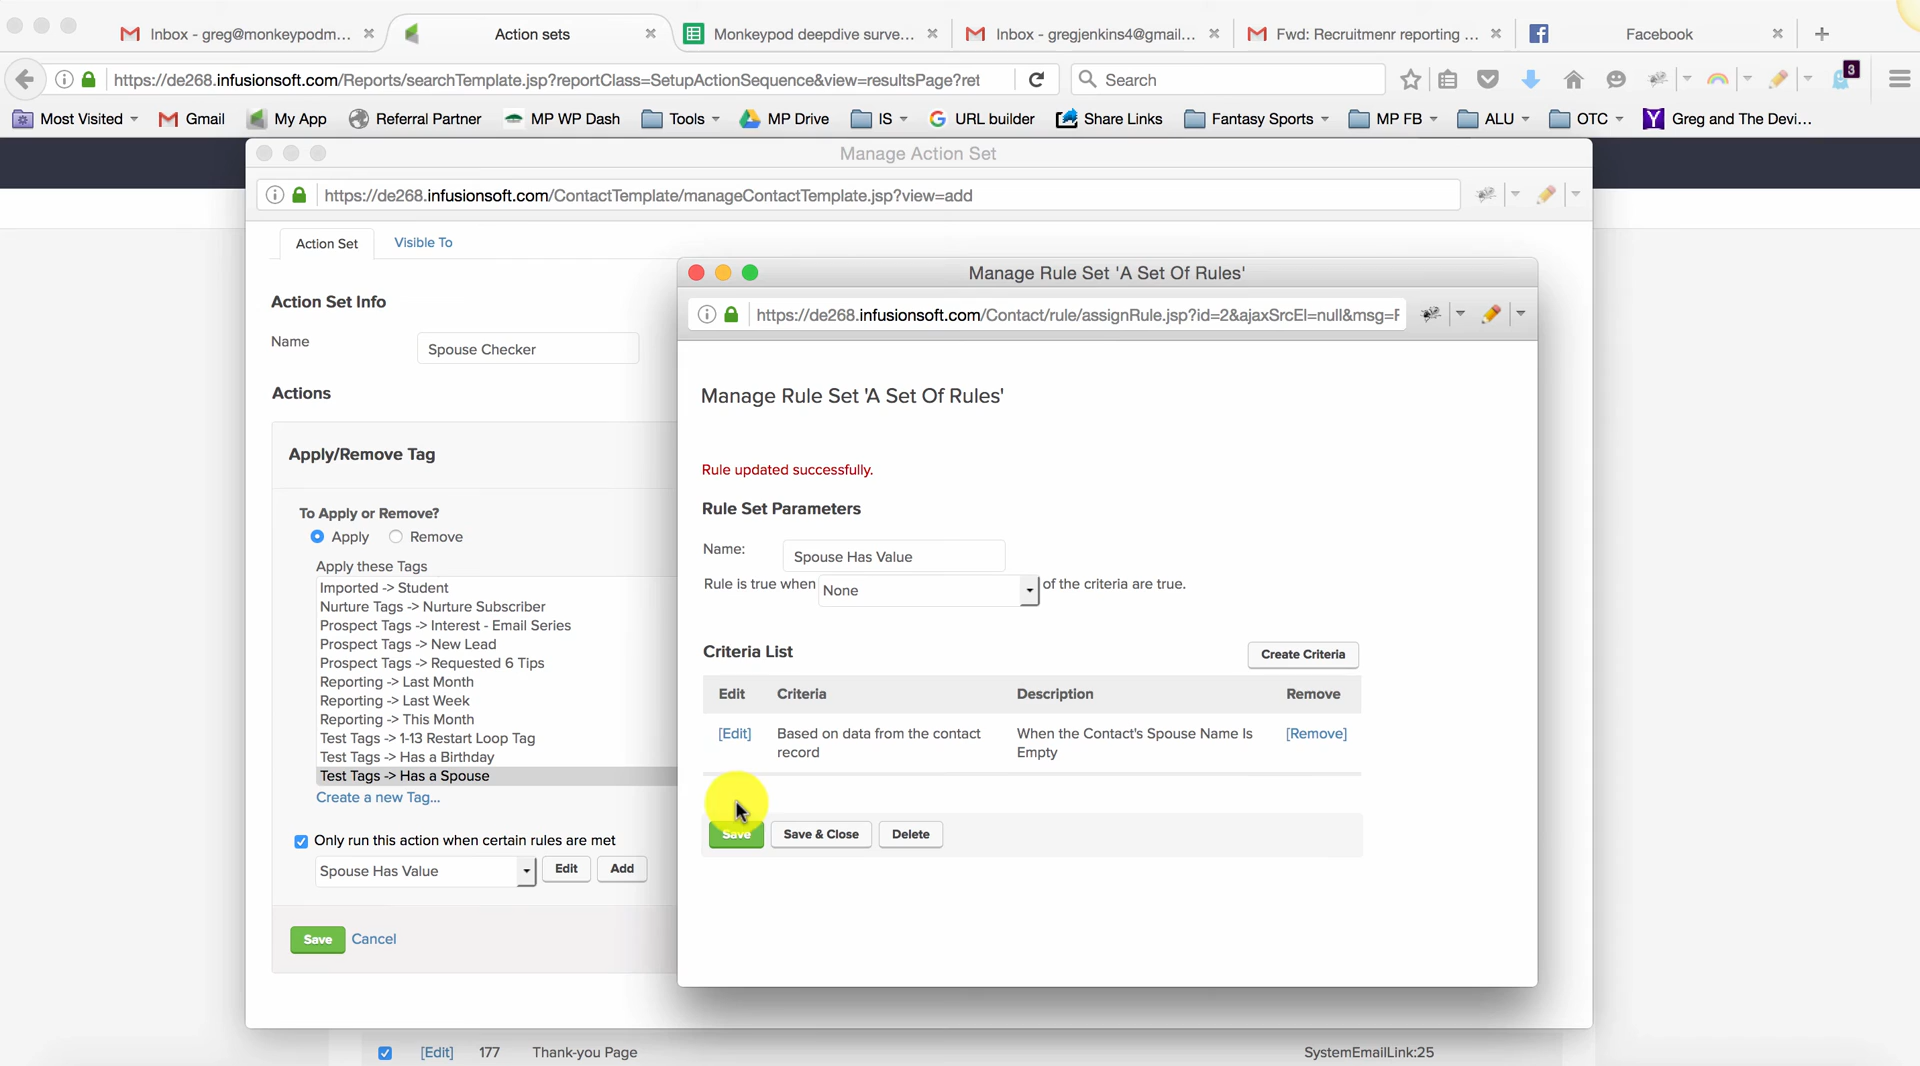 Inbox - greg@monkeypodm...
Action sets
Monkeypod deepdive surve...
Inbox - gregjenkins4@gmail....
Fwd: Recruitmenr reporting ...
Facebook
https://de268.infusionsoft.com/Reports/searchTemplate.jsp?reportClass=SetupActionSequence&view=resultsPage?ret
Search
3
Most Visited
Gmail
My App
Referral Partner
MP WP Dash
Tools
MP Drive
IS
URL builder
Share Links
Fantasy Sports
MP FB
ALU
OTC
Greg and The Devi...
Manage Action Set
https://de268.infusionsoft.com/ContactTemplate/manageContactTemplate.jsp?view=add
Action Set
Visible To
Action Set Info
Name
Spouse Checker
Actions
Apply/Remove Tag
To Apply or Remove?
Apply
Remove
Apply these Tags
Imported -> Student
Nurture Tags -> Nurture Subscriber
Prospect Tags -> Interest - Email Series
Prospect Tags -> New Lead
Prospect Tags -> Requested 6 Tips
Reporting -> Last Month
Reporting -> Last Week
Reporting -> This Month
Test Tags -> 1-13 Restart Loop Tag
Test Tags -> Has a Birthday
Test Tags -> Has a Spouse
Create a new Tag...
Only run this action when certain rules are met
Spouse Has Value
Edit
Add
Save
Cancel
Manage Rule Set 'A Set Of Rules'
https://de268.infusionsoft.com/Contact/rule/assignRule.jsp?id=2&ajaxSrcEl=null&msg=F
Manage Rule Set 'A Set Of Rules'
Rule updated successfully.
Rule Set Parameters
Name:
Spouse Has Value
Rule is true when
None
of the criteria are true.
Criteria List
Create Criteria
Edit
Criteria
Description
Remove
[Edit]
Based on data from the contact
record
When the Contact's Spouse Name Is
Empty
[Remove]
Save
Save & Close
Delete
[Edit]
177
Thank-you Page
SystemEmailLink:25